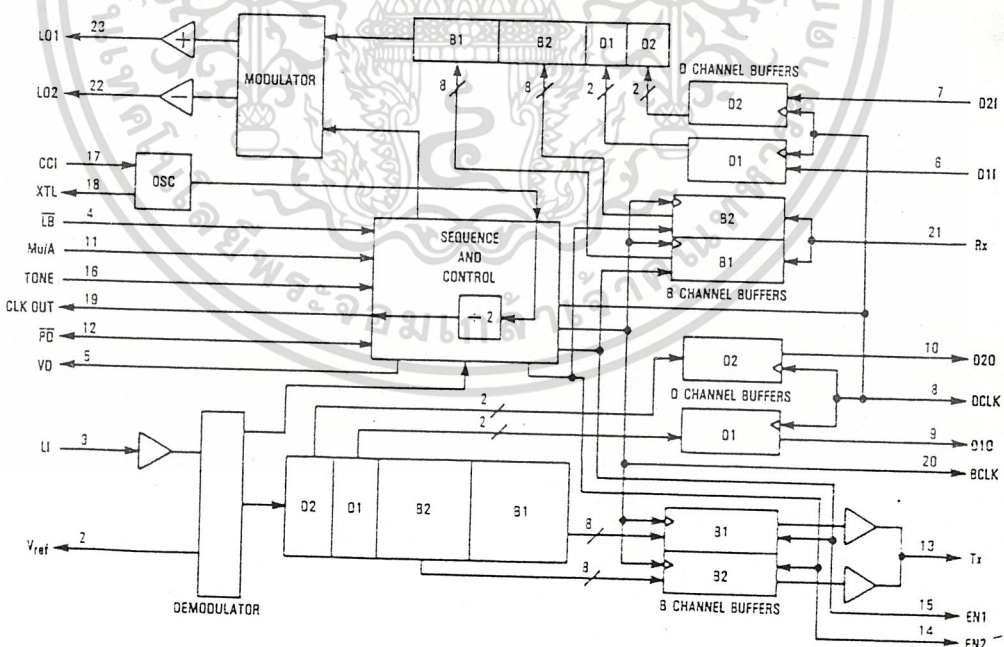 LO1 23
LO2 22
MODULATOR
B1 B2 D1 D2
8 8 2 2
D CHANNEL BUFFERS
D2
D1
7 D2I
6 D1I
CCI 17
XTL 18
OSC
LB 4
Mu/A 11
TONE 16
CLK OUT 19
PD 12
VD 5
SEQUENCE
AND
CONTROL
÷ 2
B2
B1
B CHANNEL BUFFERS
21 Rx
D2
D CHANNEL BUFFERS
D1
10 D2O
8 DCLK
9 D1O
20 BCLK
2
2
LI 3
Vref 2
DEMODULATOR
D2 D1 B2 B1
8
8
B1
B2
B CHANNEL BUFFERS
13 Tx
15 EN1
14 EN2